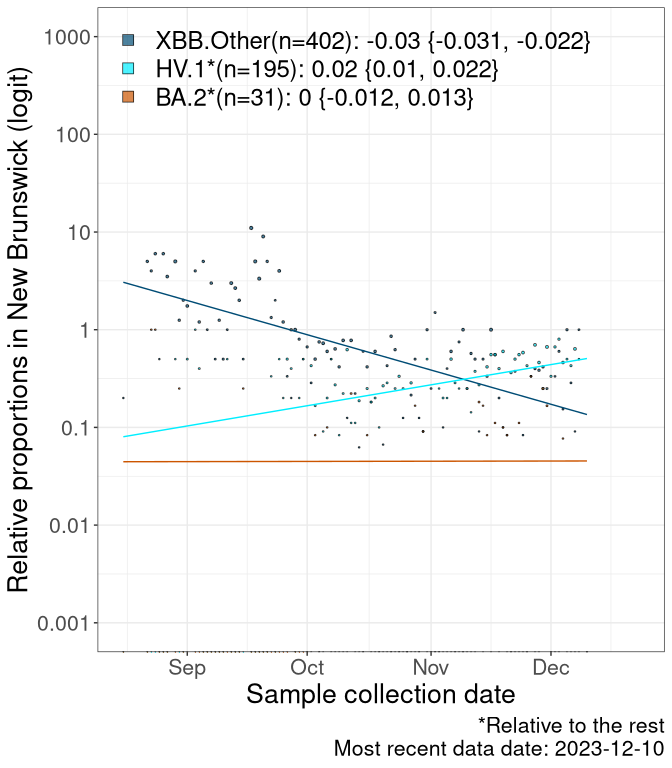 XBB.Other(n=402): -0.03 {-0.031, -0.022}
HV.1*(n=195): 0.02 {0.01, 0.022}
BA.2*(n=31): 0 {-0.012, 0.013}
Relative proportions in New Brunswick (logit)
1000
100
10
1
0.1
0.01
0.001
Sep Oct Nov Dec
Sample collection date
*Relative to the rest
Most recent data date: 2023-12-10